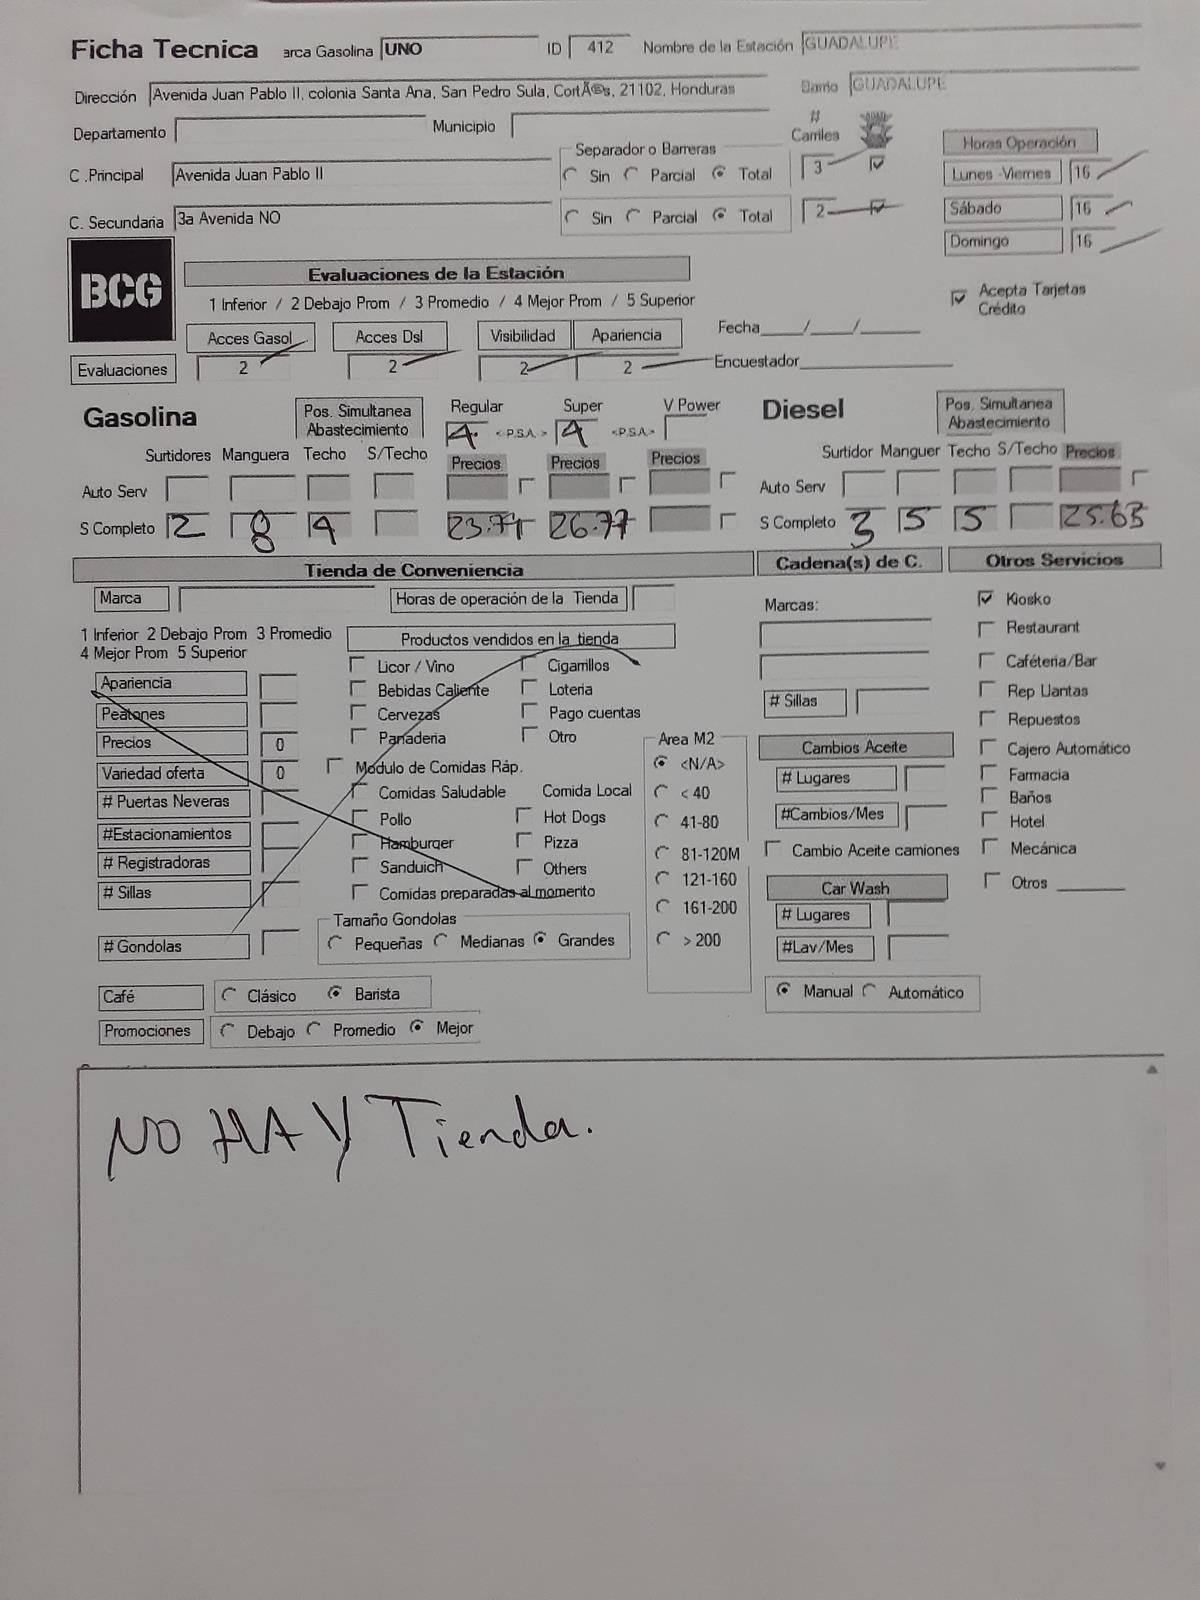 Ficha Tecnica arca Gasolina UNO ID 412 Nombre de la Estación GUADALUPE
Dirección Avenida Juan Pablo II, colonia Santa Ana, San Pedro Sula, CortÃ©s, 21102, Honduras Barrio GUADALUPE
Departamento Municipio # Carriles
Separador o Barreras Horas Operación
C .Principal Avenida Juan Pablo II Sin Parcial Total 3 Lunes -Viernes 16
C. Secundaria 3a Avenida NO Sin Parcial Total 2 Sábado 16
Domingo 16
BCG
Evaluaciones de la Estación
1 Inferior / 2 Debajo Prom / 3 Promedio / 4 Mejor Prom / 5 Superior Acepta Tarjetas Crédito
Acces Gasol Acces Dsl Visibilidad Apariencia Fecha___/___/___
Evaluaciones 2 2 2 2 Encuestador
Gasolina Pos. Simultanea Abastecimiento Regular Super V Power Diesel Pos. Simultanea Abastecimiento
4 <-P.S.A. -> 4 <-P.S.A.->
Surtidores Manguera Techo S/Techo Precios Precios Precios Surtidor Manguer Techo S/Techo Precios
Auto Serv Auto Serv
S Completo 2 8 4 26.77 S Completo 3 5 5 25.63
Tienda de Conveniencia Cadena(s) de C. Otros Servicios
Marca Horas de operación de la Tienda Marcas: Kiosko
1 Inferior 2 Debajo Prom 3 Promedio Productos vendidos en la tienda Restaurant
4 Mejor Prom 5 Superior Licor / Vino Cigarrillos Caféteria/Bar
Apariencia Bebidas Caliente Loteria # Sillas Rep Llantas
Peatones Cervezas Pago cuentas Repuestos
Precios 0 Panaderia Otro Area M2 Cambios Aceite Cajero Automático
Variedad oferta 0 Modulo de Comidas Ráp. <N/A> # Lugares Farmacia
# Puertas Neveras Comidas Saludable Comida Local < 40 #Cambios/Mes Baños
#Estacionamientos Pollo Hot Dogs 41-80 Hotel
# Registradoras Hamburger Pizza 81-120M Cambio Aceite camiones Mecánica
# Sillas Sanduich Others 121-160 Car Wash Otros
Comidas preparadas al momento 161-200 # Lugares
# Gondolas Tamaño Gondolas > 200 #Lav/Mes
Pequeñas Medianas Grandes
Café Clásico Barista Manual Automático
Promociones Debajo Promedio Mejor
NO HAY Tienda.